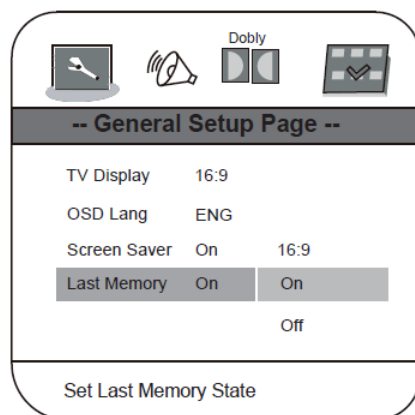 Dobly
-- General Setup Page --
TV Display 16:9
OSD Lang ENG
Screen Saver On 16:9
Last Memory On On
Off
Set Last Memory State